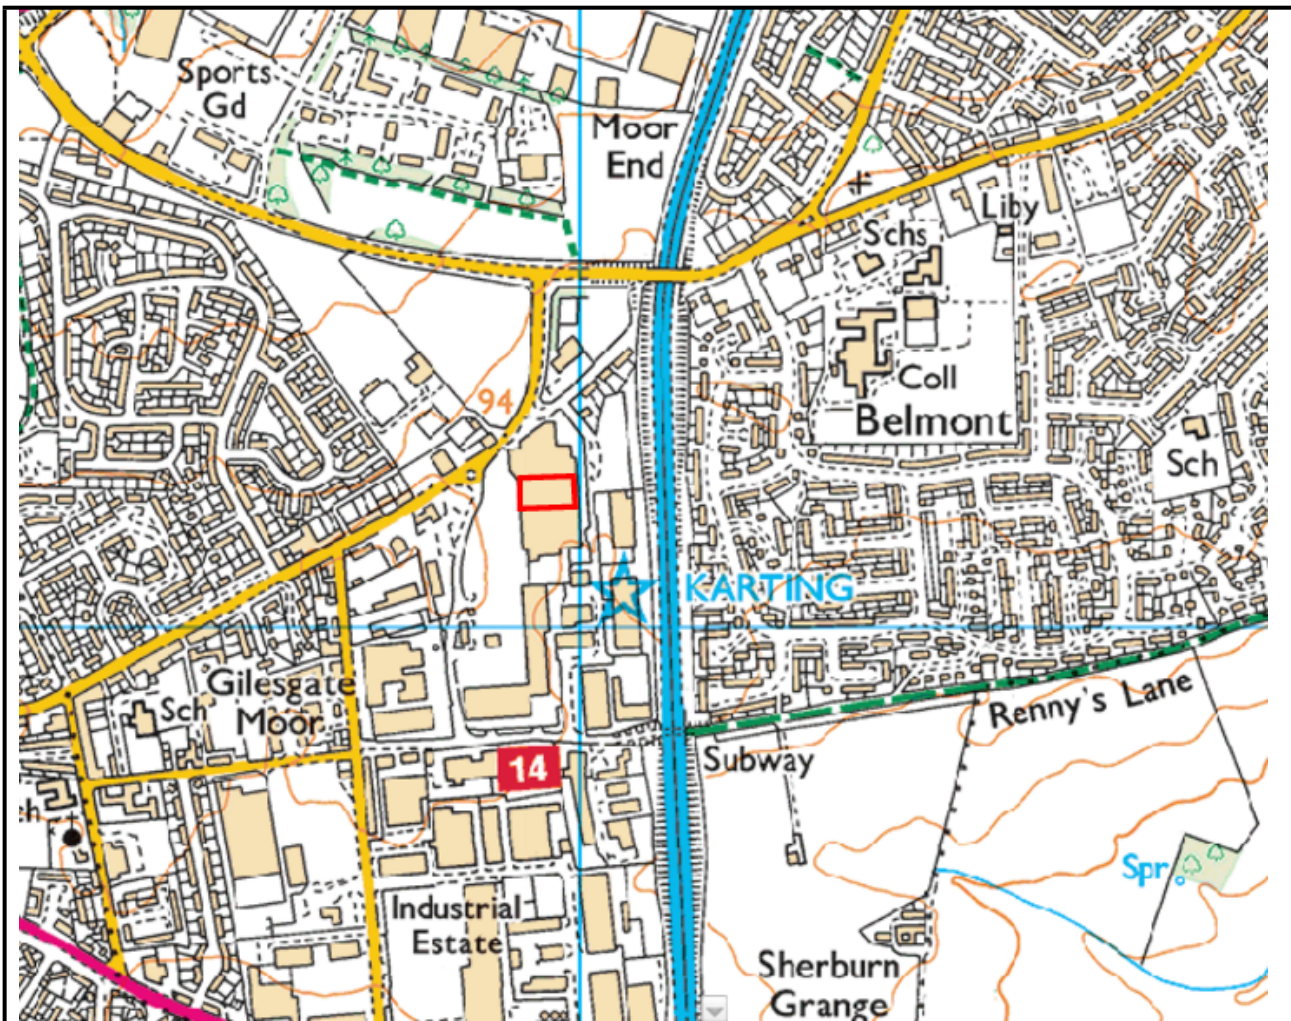 Sports
Gd
Moor
End
Liby
Schs
94
Coll
Belmont
Sch
KARTING
Gilesgate
Moor
Sch
Renny's Lane
14
Subway
Spr
Industrial
Estate
Sherburn
Grange